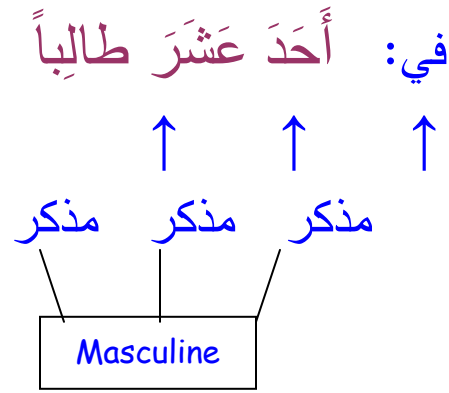 في: أَحَدَ عَشَرَ طالِباً
↑ ↑ ↑
مذكر مذكر مذكر
Masculine